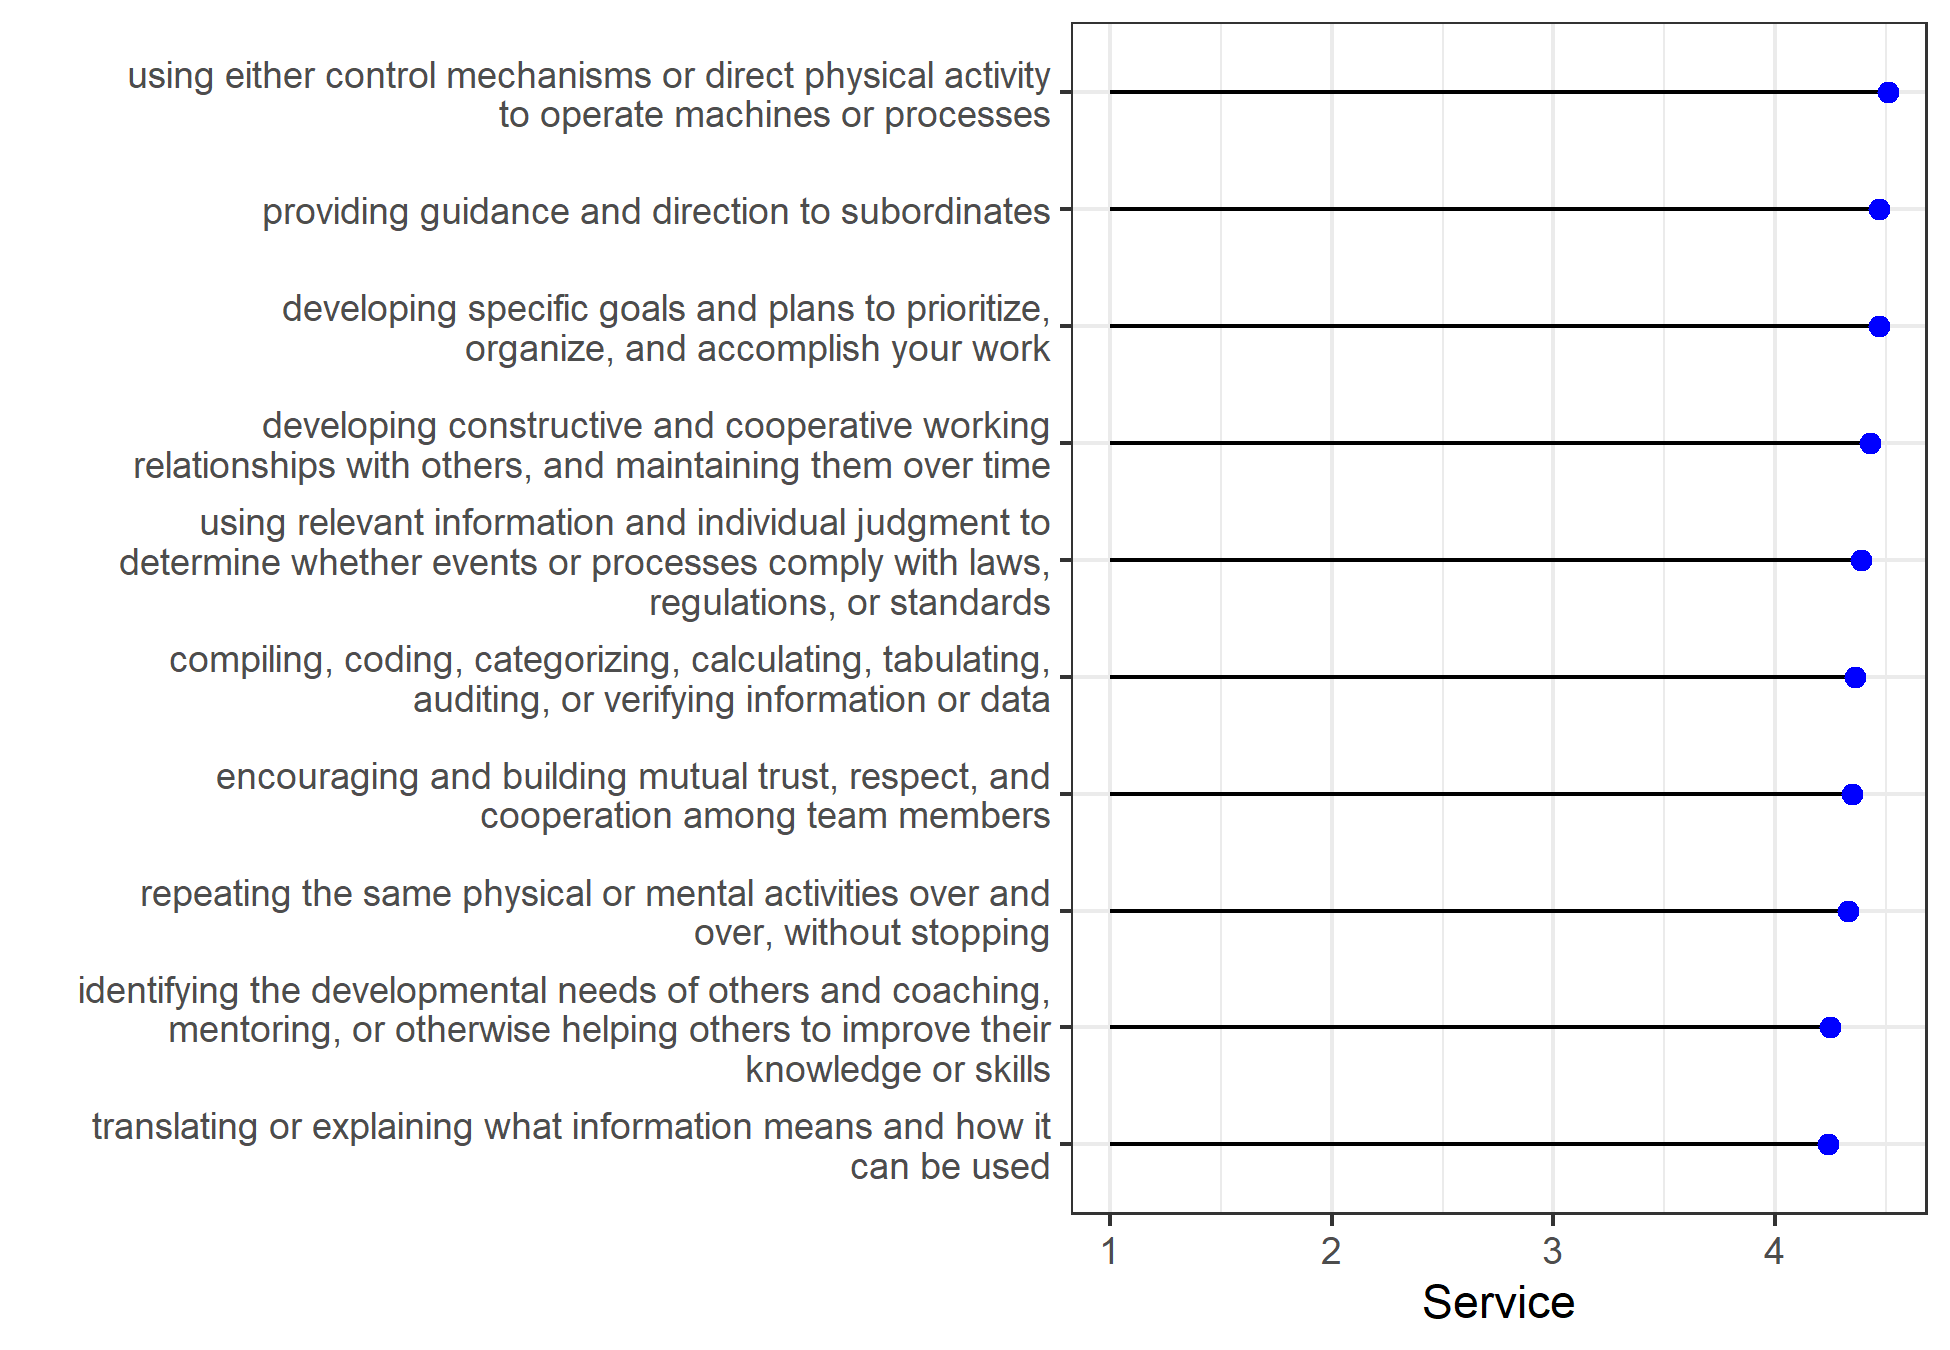 using either control mechanisms or direct physical activity
to operate machines or processes
providing guidance and direction to subordinates
developing specific goals and plans to prioritize,
organize, and accomplish your work
developing constructive and cooperative working
relationships with others, and maintaining them over time
using relevant information and individual judgment to
determine whether events or processes comply with laws,
regulations, or standards
compiling, coding, categorizing, calculating, tabulating,
auditing, or verifying information or data
encouraging and building mutual trust, respect, and
cooperation among team members
repeating the same physical or mental activities over and
over, without stopping
identifying the developmental needs of others and coaching,
mentoring, or otherwise helping others to improve their
knowledge or skills
translating or explaining what information means and how it
can be used
1 2 3 4
Service